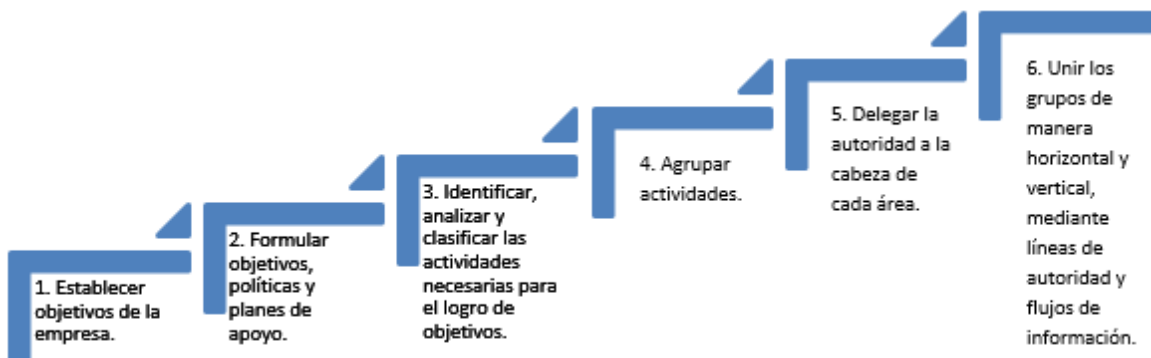 1. Establecer
objetivos de la
empresa.
2. Formular
objetivos,
políticas y
planes de
apoyo.
3. Identificar,
analizar y
clasificar las
actividades
necesarias para
el logro de
objetivos.
4. Agrupar
actividades.
5. Delegar la
autoridad a la
cabeza de
cada área.
6. Unir los
grupos de
manera
horizontal y
vertical,
mediante
líneas de
autoridad y
flujos de
información.